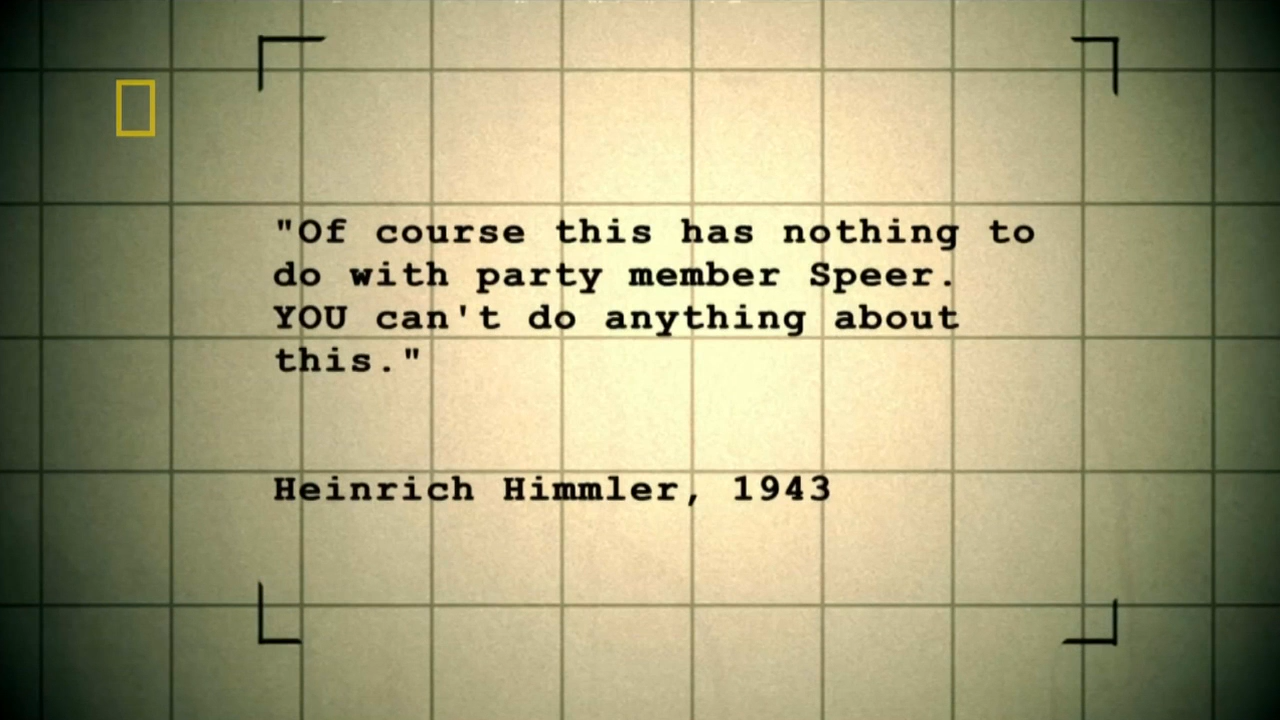 "Of course this has nothing to
do with party member Speer.
YOU can't do anything about
this."
Heinrich Himmler, 1943